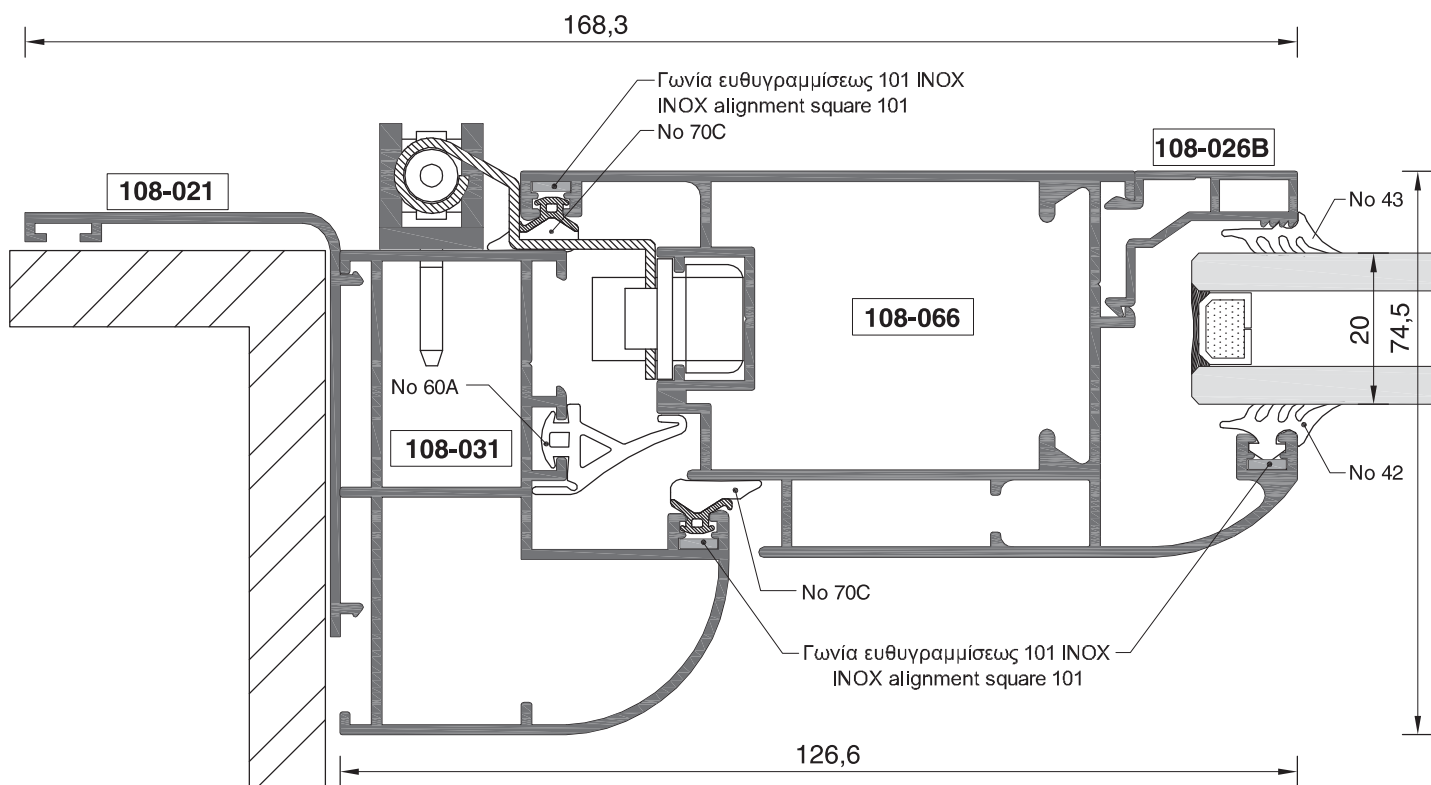 168,3
Γωνία ευθυγραμμίσεως 101 INOX
INOX alignment square 101
No 70C
108-026B
108-021
No 43
108-066
20
74,5
No 60A
108-031
No 42
No 70C
Γωνία ευθυγραμμίσεως 101 INOX
INOX alignment square 101
126,6